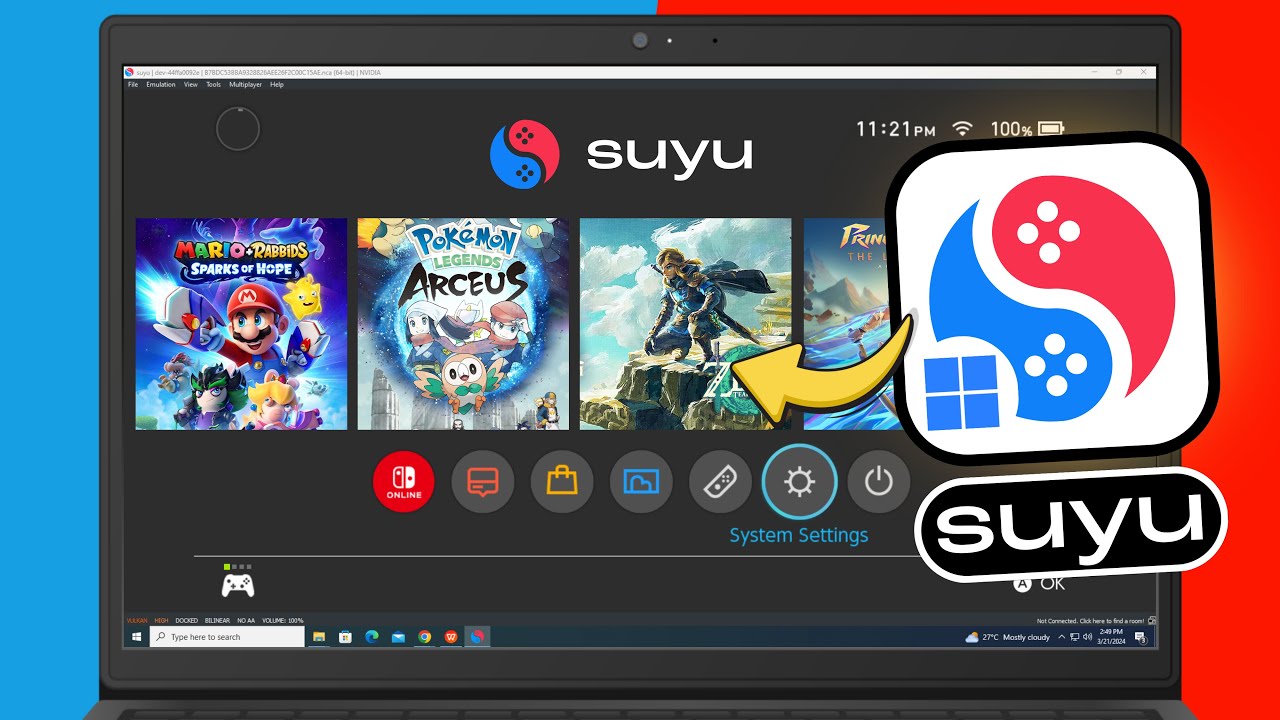 suyu | dev-44ffa0092e | B7BDC5388A9328826AEE26F2C00C15AE.nca (64-bit) | NVIDIA
File Emulation View Tools Multiplayer Help
suyu
11:21PM 100%
MARIO + RABBIDS
SPARKS OF HOPE
POKÉMON
LEGENDS
ARCEUS
PRINC
THE L
ONLINE
System Settings
suyu
A OK
VULKAN HIGH DOCKED BILINEAR NO AA VOLUME: 100%
Not Connected. Click here to find a room!
Type here to search
27°C Mostly cloudy
2:49 PM
3/21/2024